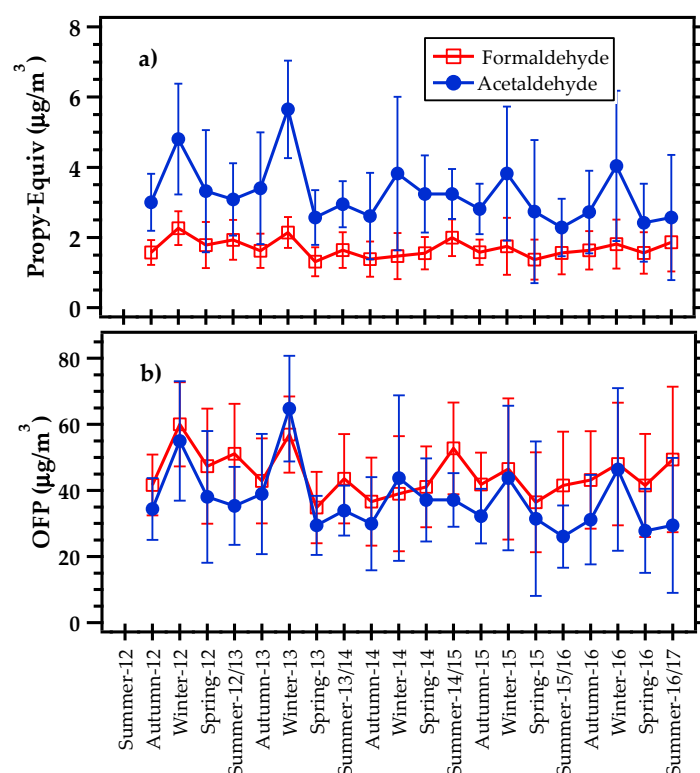 8
a)
Formaldehyde
Acetaldehyde
6
4
2
0
Propy-Equiv (µg/m³)
b)
80
60
40
20
0
OFP (µg/m³)
Summer-12
Autumn-12
Winter-12
Spring-12
Summer-12/13
Autumn-13
Winter-13
Spring-13
Summer-13/14
Autumn-14
Winter-14
Spring-14
Summer-14/15
Autumn-15
Winter-15
Spring-15
Summer-15/16
Autumn-16
Winter-16
Spring-16
Summer-16/17